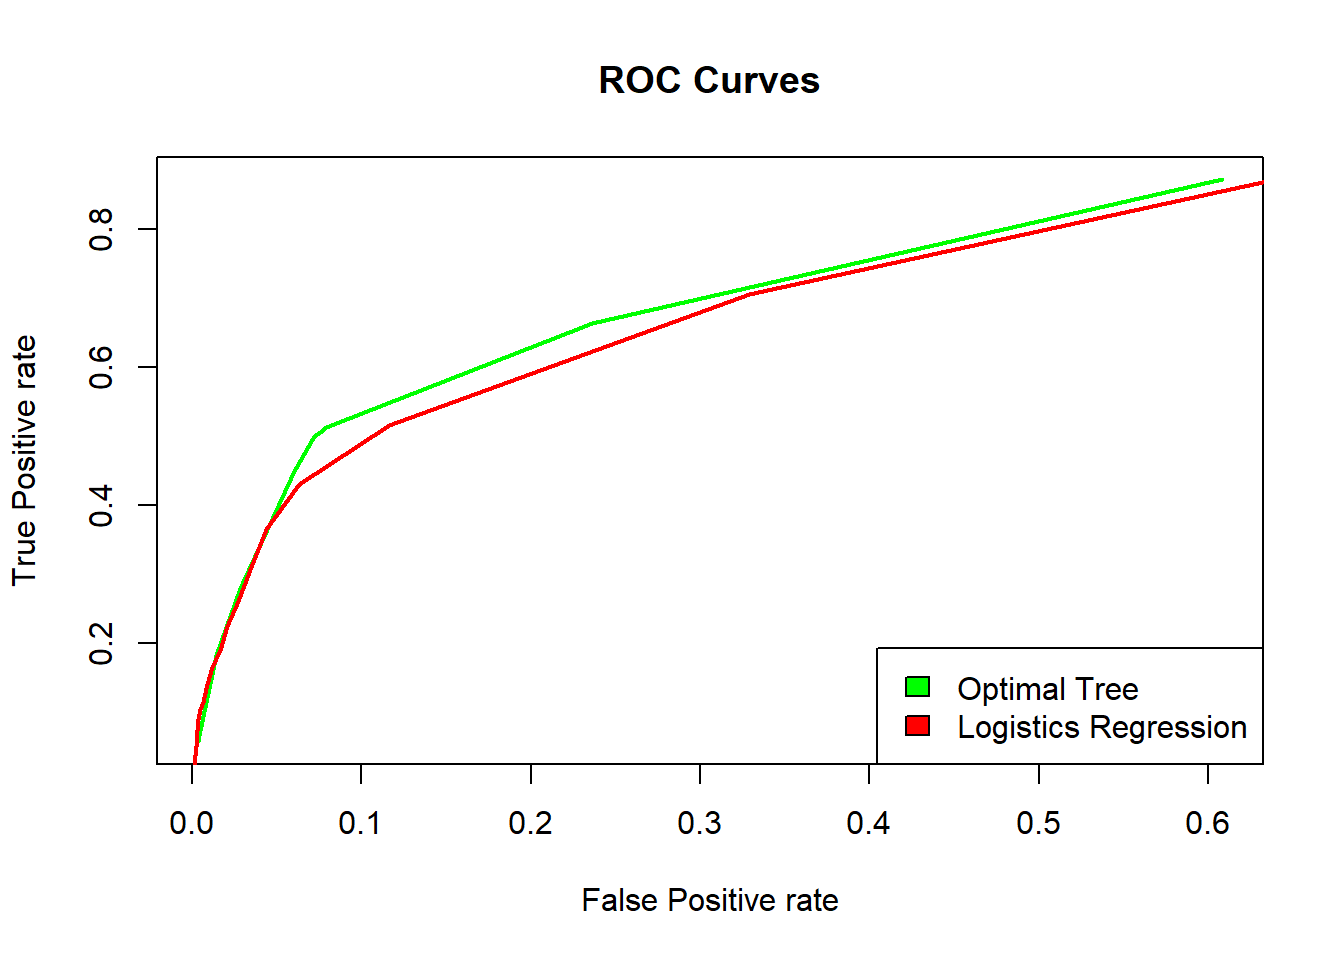 ROC Curves
True Positive rate
0.8
0.6
0.4
0.2
Optimal Tree
Logistics Regression
0.0 0.1 0.2 0.3 0.4 0.5 0.6
False Positive rate